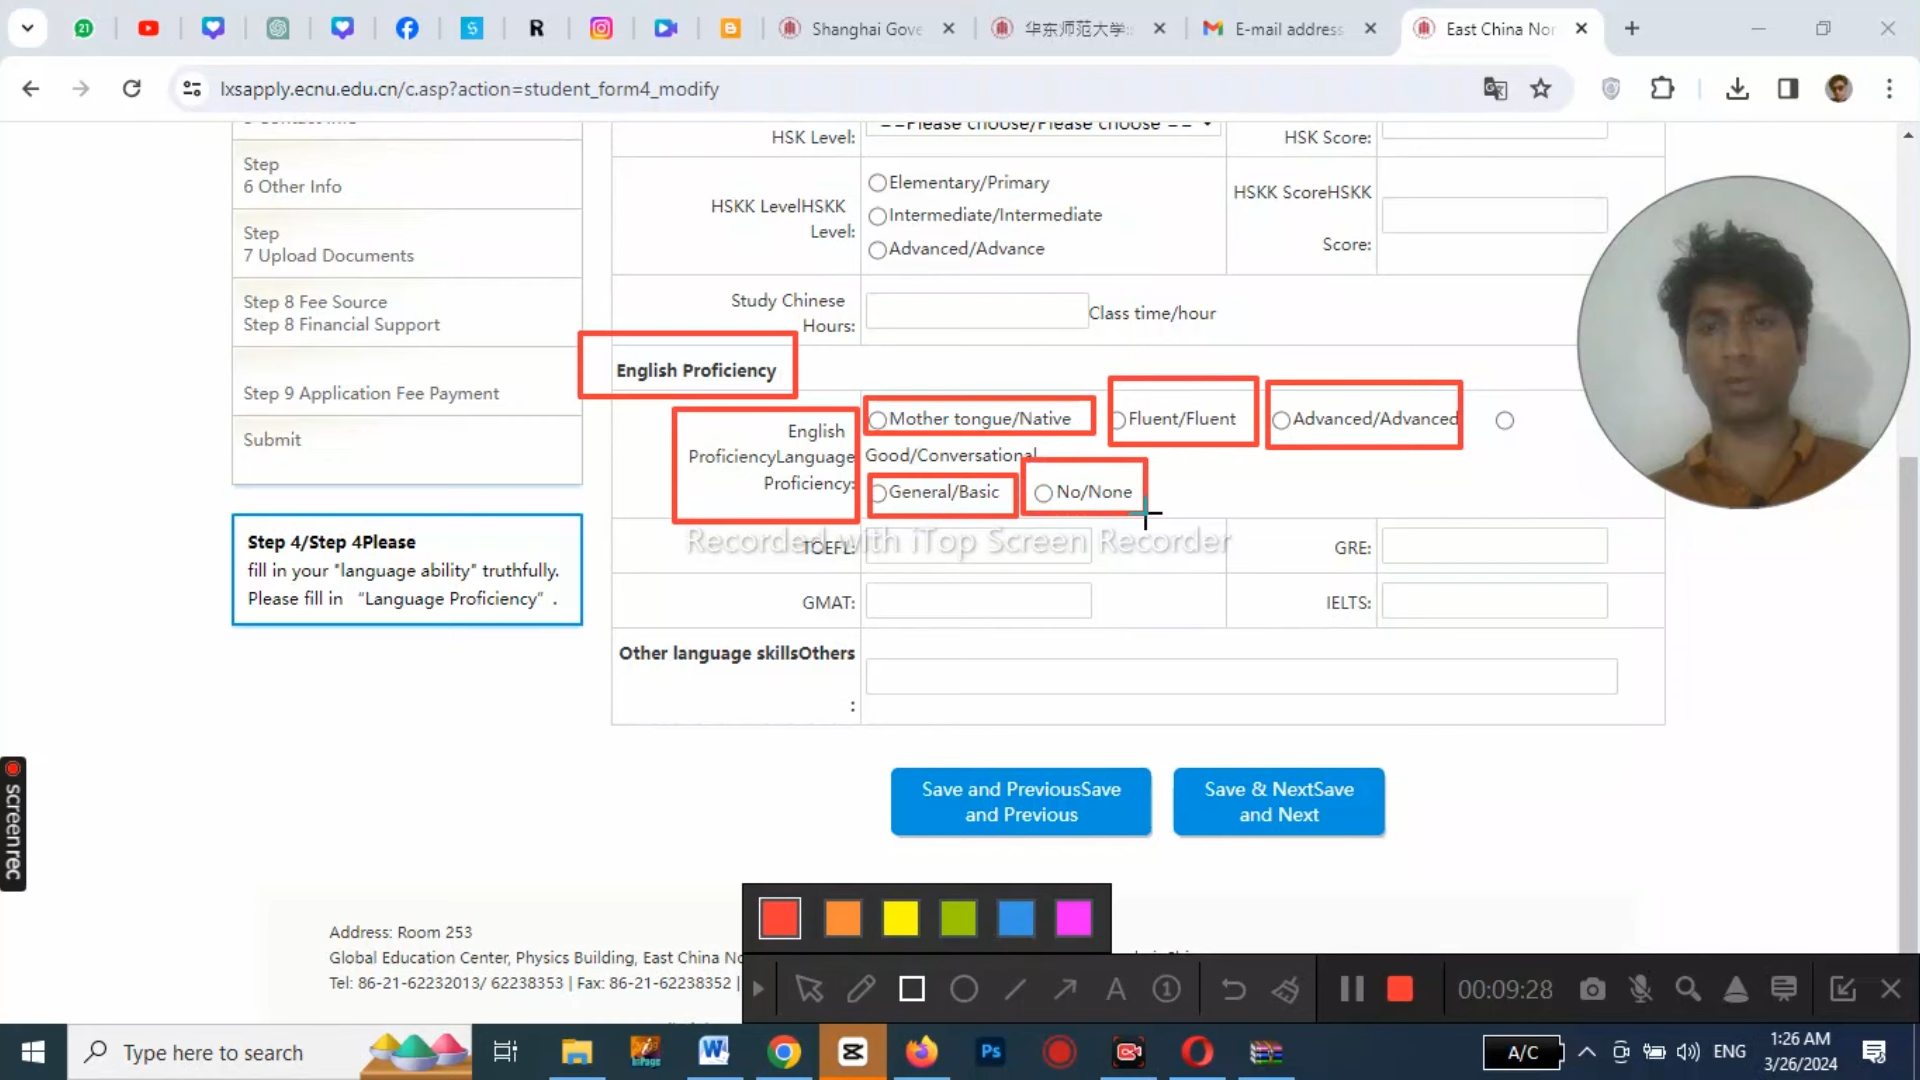 21
Shanghai Gove
华东师范大学::
E-mail address
East China Nor
lxsapply.ecnu.edu.cn/c.asp?action=student_form4_modify
Step
6 Other Info
Step
7 Upload Documents
Step 8 Fee Source
Step 8 Financial Support
Step 9 Application Fee Payment
Submit
Step 4/Step 4Please
fill in your "language ability" truthfully.
Please fill in “Language Proficiency” .
HSK Level:
==Please choose/Please choose ==
HSK Score:
HSKK LevelHSKK
Level:
Elementary/Primary
Intermediate/Intermediate
Advanced/Advance
HSKK ScoreHSKK
Score:
Study Chinese
Hours:
Class time/hour
English Proficiency
English
ProficiencyLanguage
Proficiency:
Mother tongue/Native
Fluent/Fluent
Advanced/Advanced
Good/Conversational
General/Basic
No/None
Recorded with iTop Screen Recorder
TOEFL:
GRE:
GMAT:
IELTS:
Other language skillsOthers
:
Save and PreviousSave
and Previous
Save & NextSave
and Next
Address: Room 253
Global Education Center, Physics Building, East China No
Tel: 86-21-62232013/ 62238353 | Fax: 86-21-62238352 |
screenrec
00:09:28
Type here to search
A/C
ENG
1:26 AM
3/26/2024